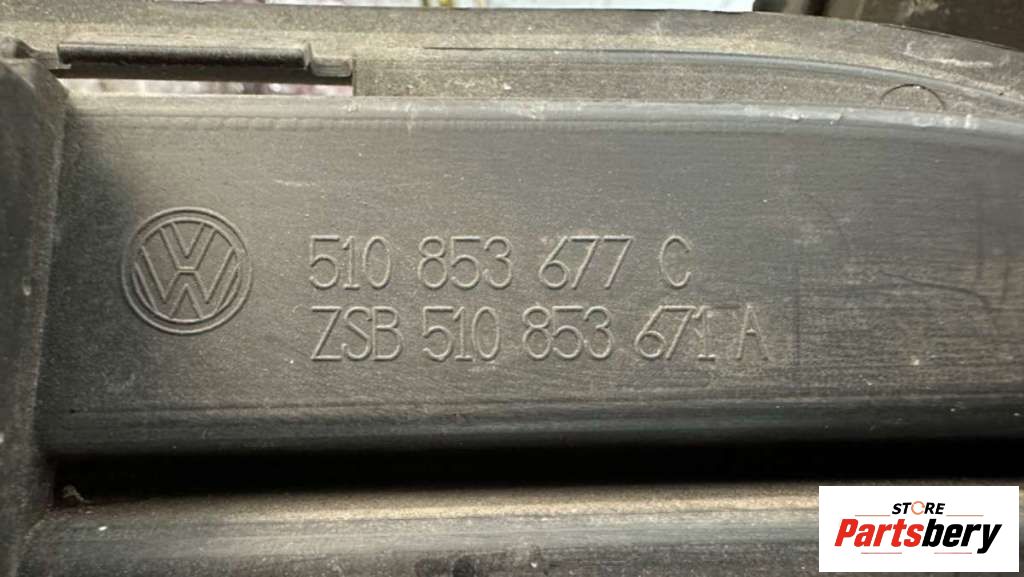 510 853 677 C
ZSB 510 853 671 A
STORE
Partsbery